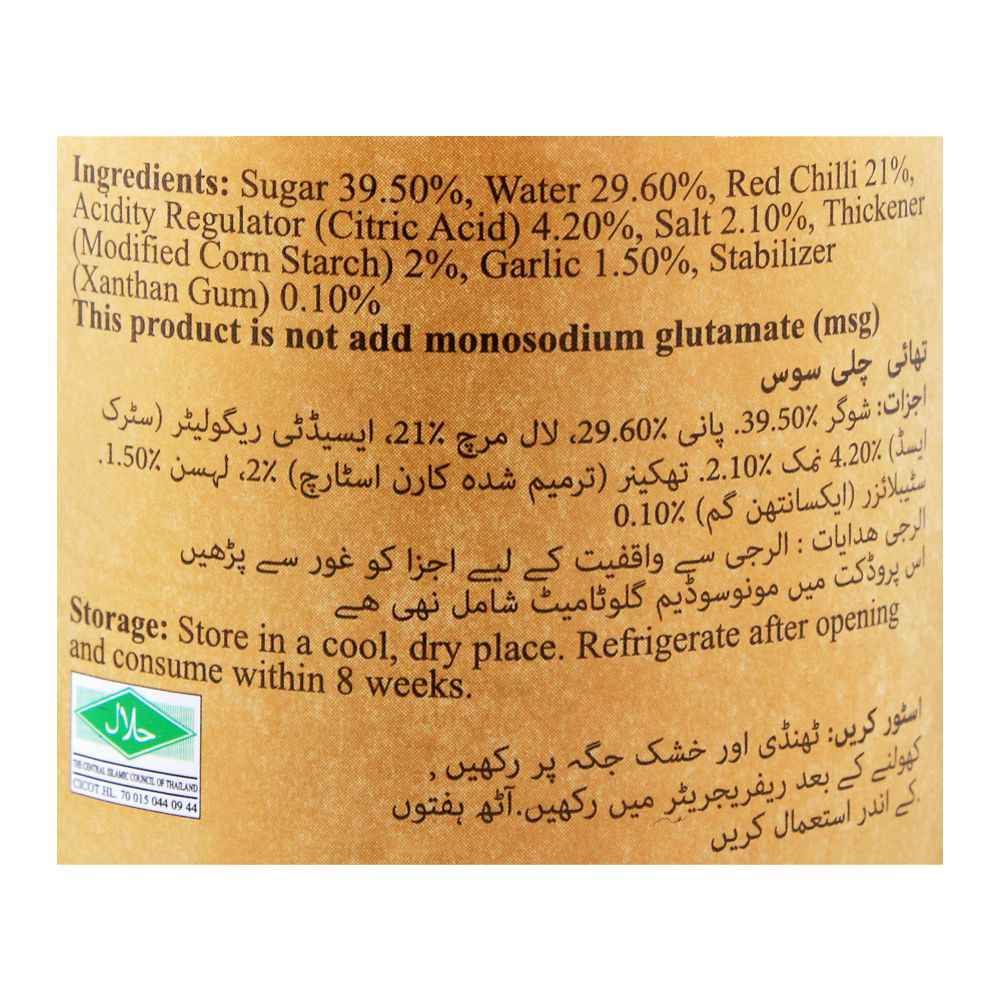 Ingredients: Sugar 39.50%, Water 29.60%, Red Chilli 21%,
Acidity Regulator (Citric Acid) 4.20%, Salt 2.10%, Thickener
(Modified Corn Starch) 2%, Garlic 1.50%, Stabilizer
(Xanthan Gum) 0.10%
This product is not add monosodium glutamate (msg)
تھائی چلی سوس
اجزات: شوگر 39.50٪. پانی 29.60٪، لال مرچ 21٪، ایسیڈٹی ریگولیٹر (سٹرک
ایسڈ) 4.20٪ نمک 2.10٪. تھکینر (ترمیم شدہ کارن اسٹارچ) 2٪، لہسن 1.50٪.
سٹیبلائزر (ایکسانتھن گم) 0.10٪
الرجی ھدایات : الرجی سے واقفیت کے لیے اجزا کو غور سے پڑھیں
اس پروڈکت میں مونوسوڈیم گلوٹامیٹ شامل نھی ھے
Storage: Store in a cool, dry place. Refrigerate after opening
and consume within 8 weeks.
حلال
THE CENTRAL ISLAMIC COUNCIL OF THAILAND
CICOT .HL. 70 015 044 09 44
اسٹور کریں: ٹھنڈی اور خشک جگہ پر رکھیں ,
کھولنے کے بعد ریفریجریٹر میں رکھیں.آٹھ ہفتوں
کے اندر استعمال کریں.